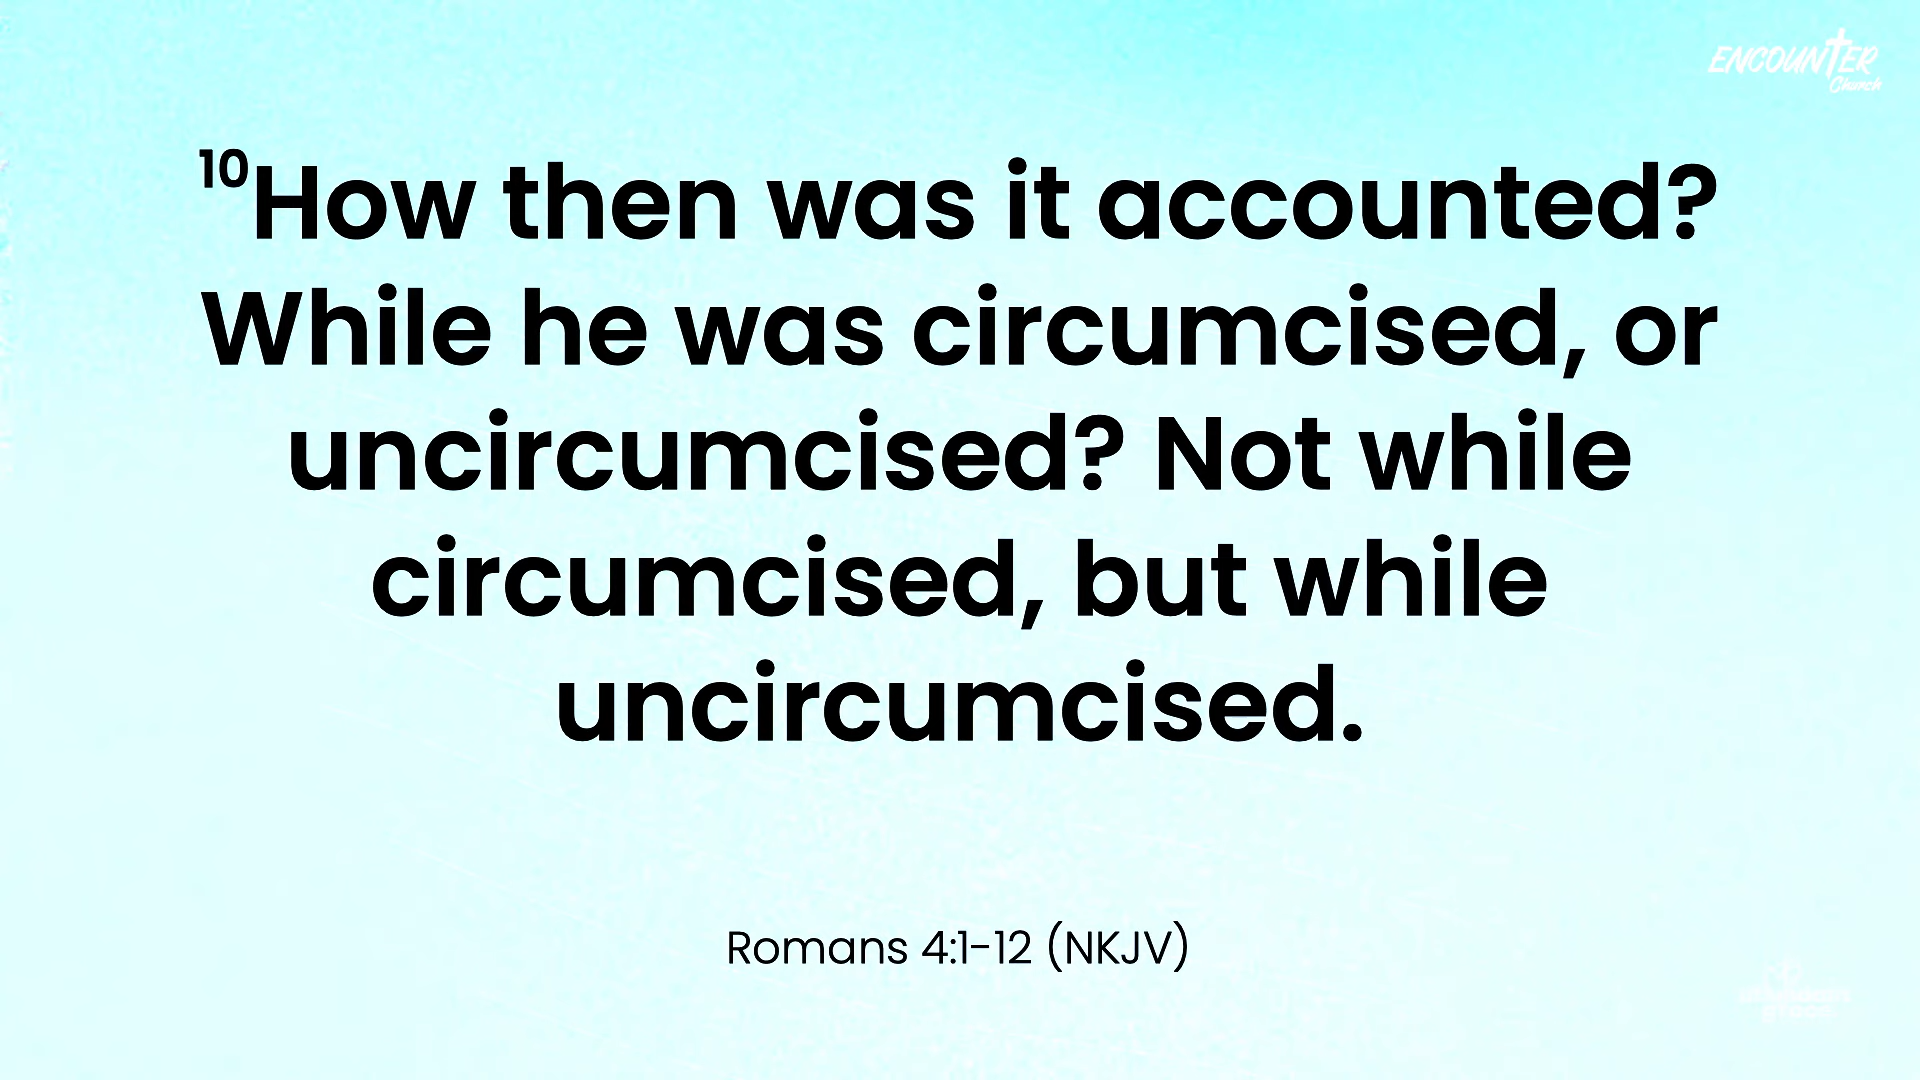 ENCOUNTER
Church
10How then was it accounted?
While he was circumcised, or
uncircumcised? Not while
circumcised, but while
uncircumcised.
Romans 4:1-12 (NKJV)